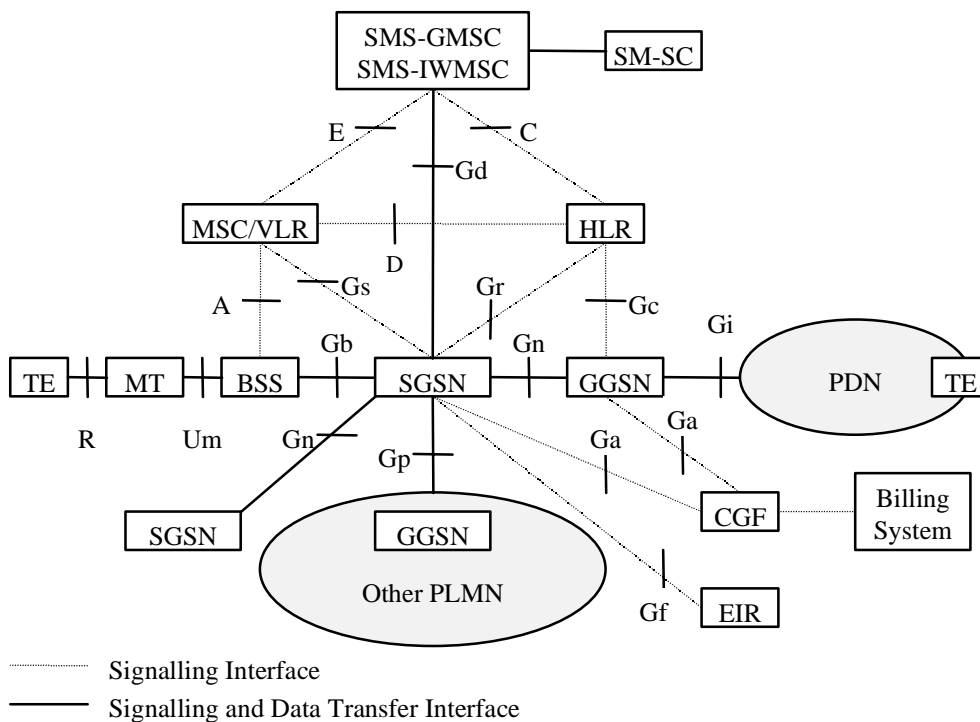 SMS-GMSC
SMS-IWMSC
SM-SC
E
C
Gd
MSC/VLR
HLR
D
Gs
Gr
A
Gc
Gb
Gn
Gi
TE
MT
BSS
SGSN
GGSN
PDN
TE
R
Um
Gn
Gp
Ga
Ga
SGSN
GGSN
CGF
Billing
System
Other PLMN
Gf
EIR
Signalling Interface
Signalling and Data Transfer Interface